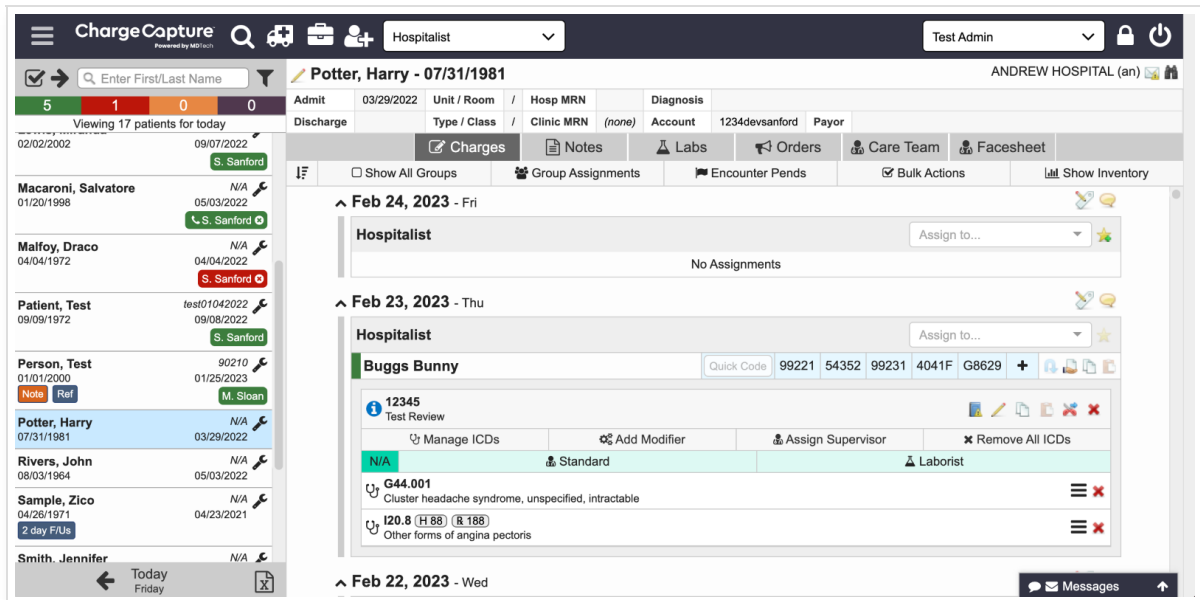 ChargeCapture
Powered by MDTech
Hospitalist
Test Admin
Enter First/Last Name
5 1 0 0
Viewing 17 patients for today
02/02/2002 09/07/2022
S. Sanford
Macaroni, Salvatore N/A
01/20/1998 05/03/2022
S. Sanford
Malfoy, Draco N/A
04/04/1972 04/04/2022
S. Sanford
Patient, Test test01042022
09/09/1972 09/08/2022
S. Sanford
Person, Test 90210
01/01/2000 01/25/2023
Note Ref M. Sloan
Potter, Harry N/A
07/31/1981 03/29/2022
Rivers, John N/A
08/03/1964 05/03/2022
Sample, Zico N/A
04/26/1971 04/23/2021
2 day F/Us
Smith, Jennifer N/A
Today
Friday
Potter, Harry - 07/31/1981
ANDREW HOSPITAL (an)
Admit 03/29/2022 Unit / Room / Hosp MRN Diagnosis
Discharge Type / Class / Clinic MRN (none) Account 1234devsanford Payor
Charges Notes Labs Orders Care Team Facesheet
Show All Groups Group Assignments Encounter Pends Bulk Actions Show Inventory
Feb 24, 2023 - Fri
Hospitalist Assign to...
No Assignments
Feb 23, 2023 - Thu
Hospitalist Assign to...
Buggs Bunny Quick Code 99221 54352 99231 4041F G8629 +
12345
Test Review
Manage ICDs Add Modifier Assign Supervisor Remove All ICDs
N/A Standard Laborist
G44.001
Cluster headache syndrome, unspecified, intractable
I20.8 H 88 R 188
Other forms of angina pectoris
Feb 22, 2023 - Wed
Messages